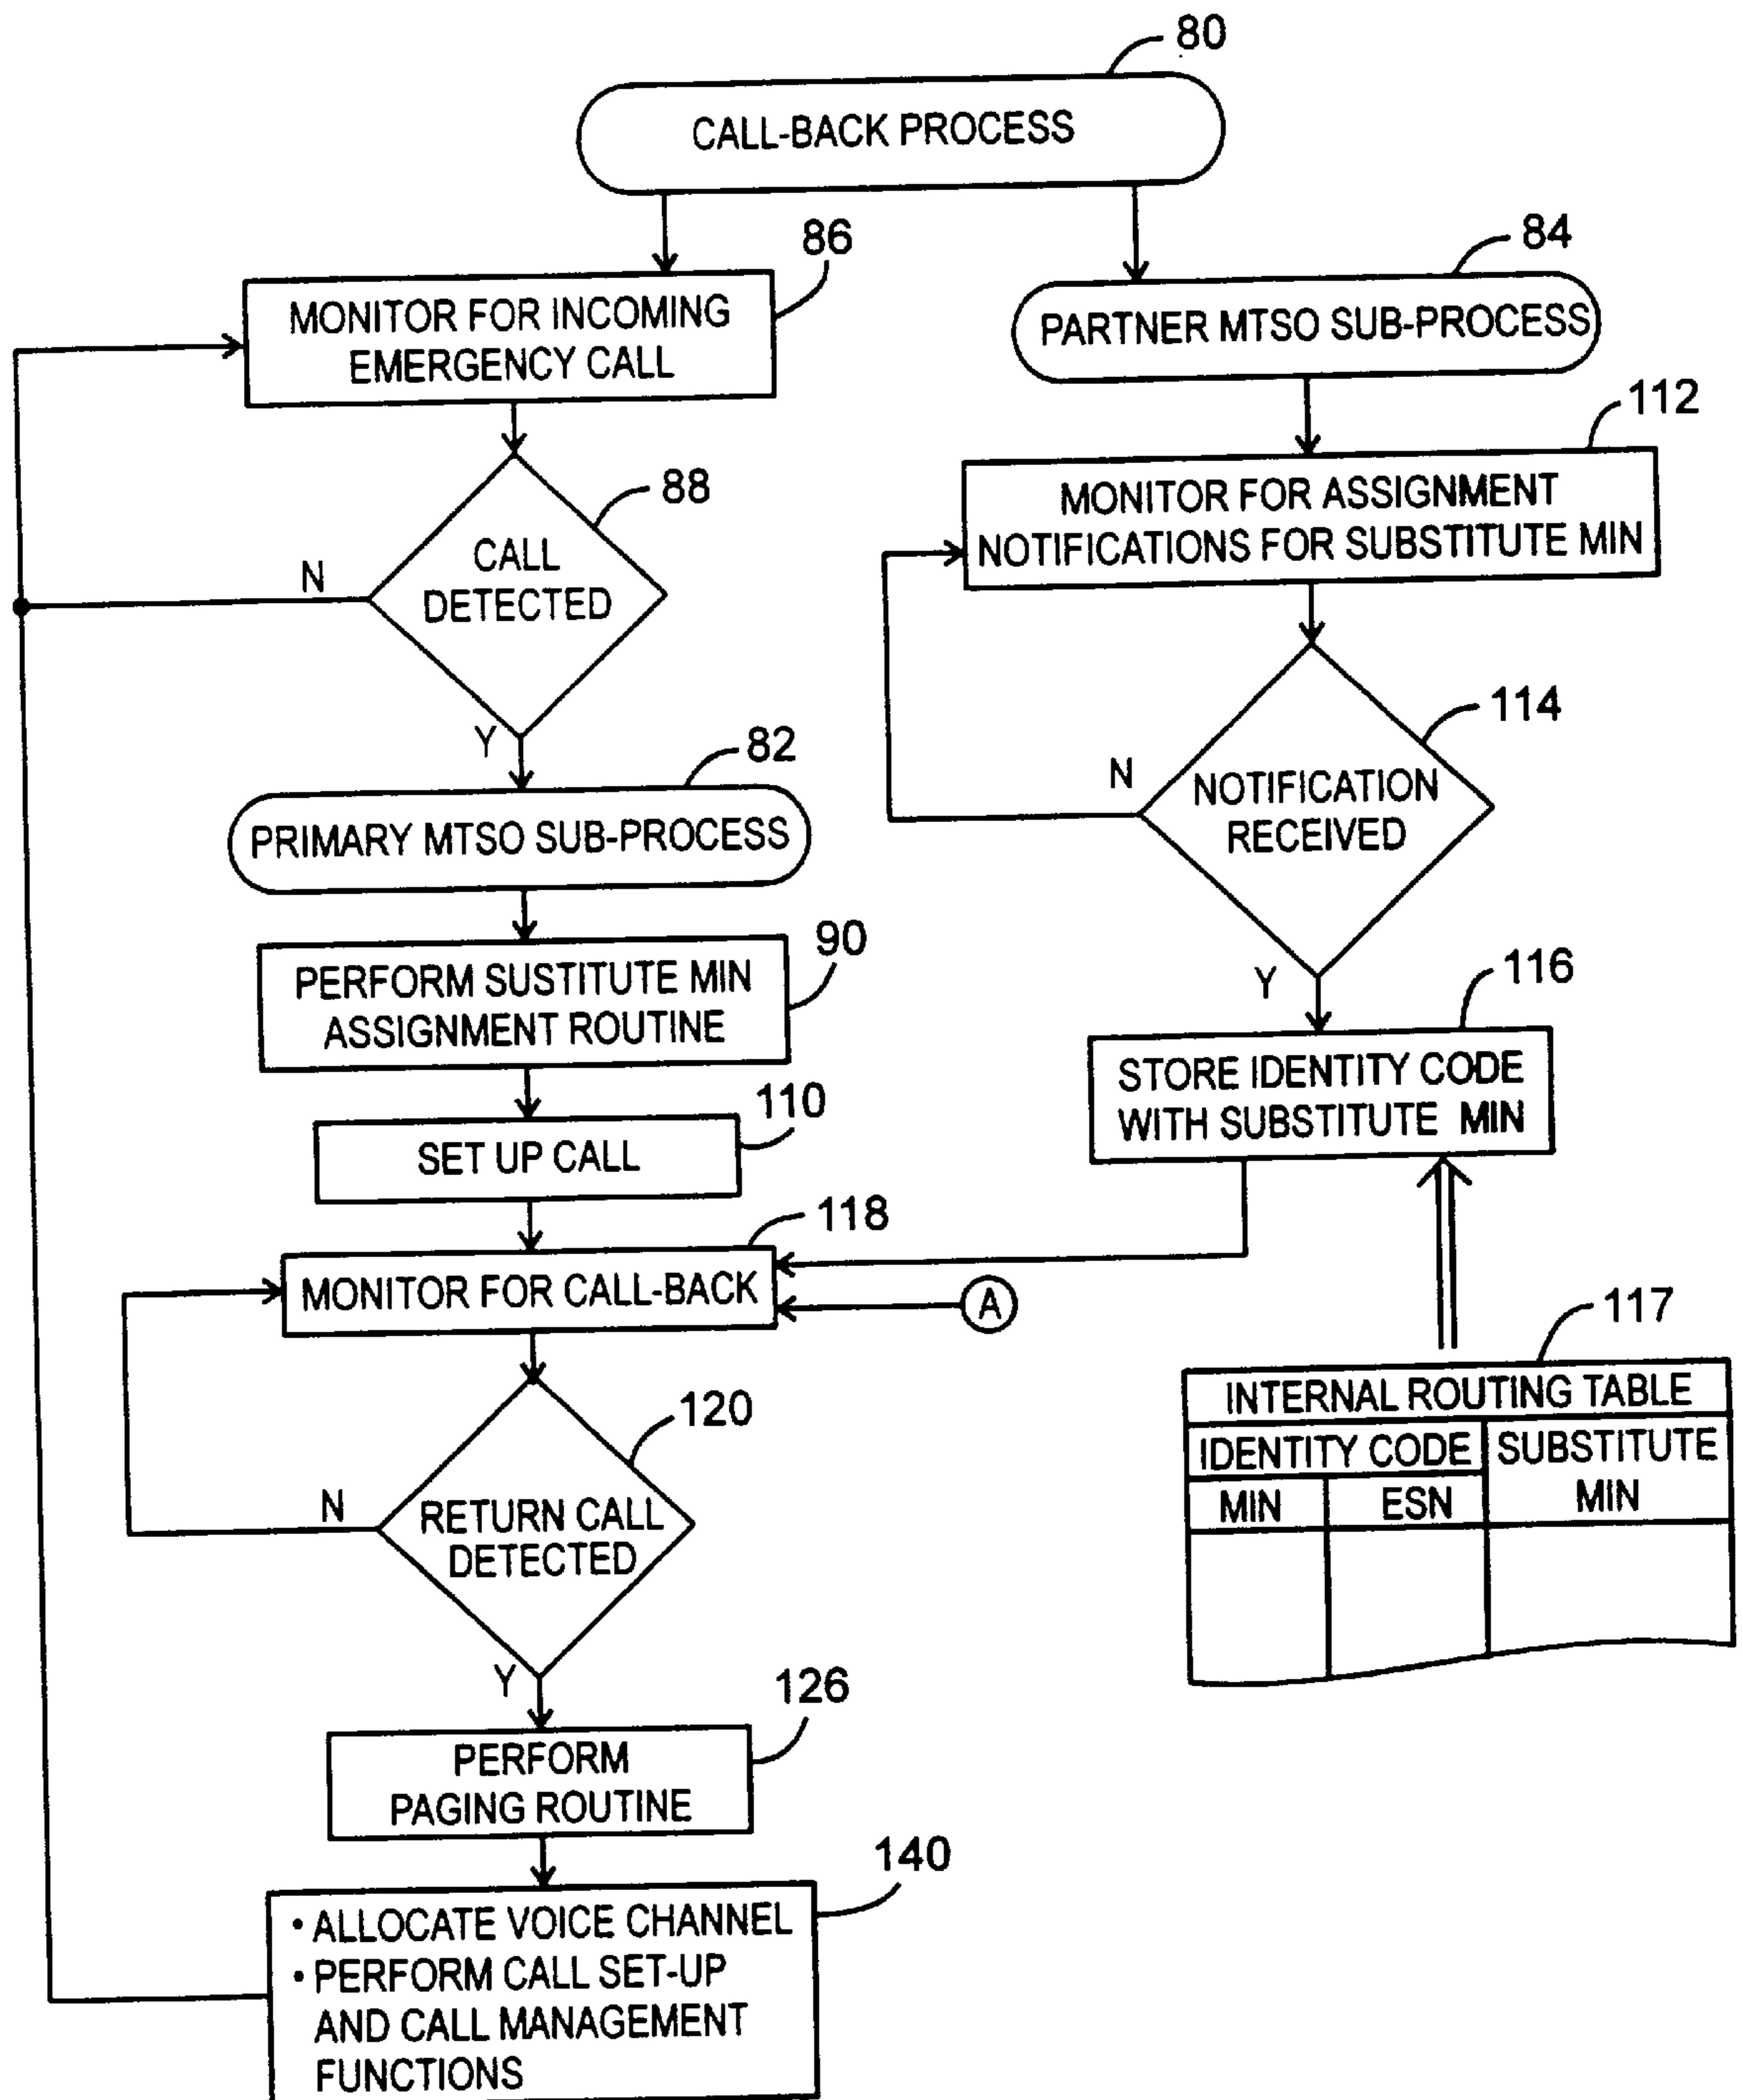 80
CALL-BACK PROCESS
86
MONITOR FOR INCOMING
EMERGENCY CALL
84
PARTNER MTSO SUB-PROCESS
112
MONITOR FOR ASSIGNMENT
NOTIFICATIONS FOR SUBSTITUTE MIN
88
CALL
DETECTED
N
Y
114
NOTIFICATION
RECEIVED
N
Y
82
PRIMARY MTSO SUB-PROCESS
90
PERFORM SUSTITUTE MIN
ASSIGNMENT ROUTINE
116
STORE IDENTITY CODE
WITH SUBSTITUTE MIN
110
SET UP CALL
118
MONITOR FOR CALL-BACK
A
117
INTERNAL ROUTING TABLE
IDENTITY CODE
SUBSTITUTE
MIN
MIN
ESN
120
RETURN CALL
DETECTED
N
Y
126
PERFORM
PAGING ROUTINE
140
• ALLOCATE VOICE CHANNEL
• PERFORM CALL SET-UP
AND CALL MANAGEMENT
FUNCTIONS